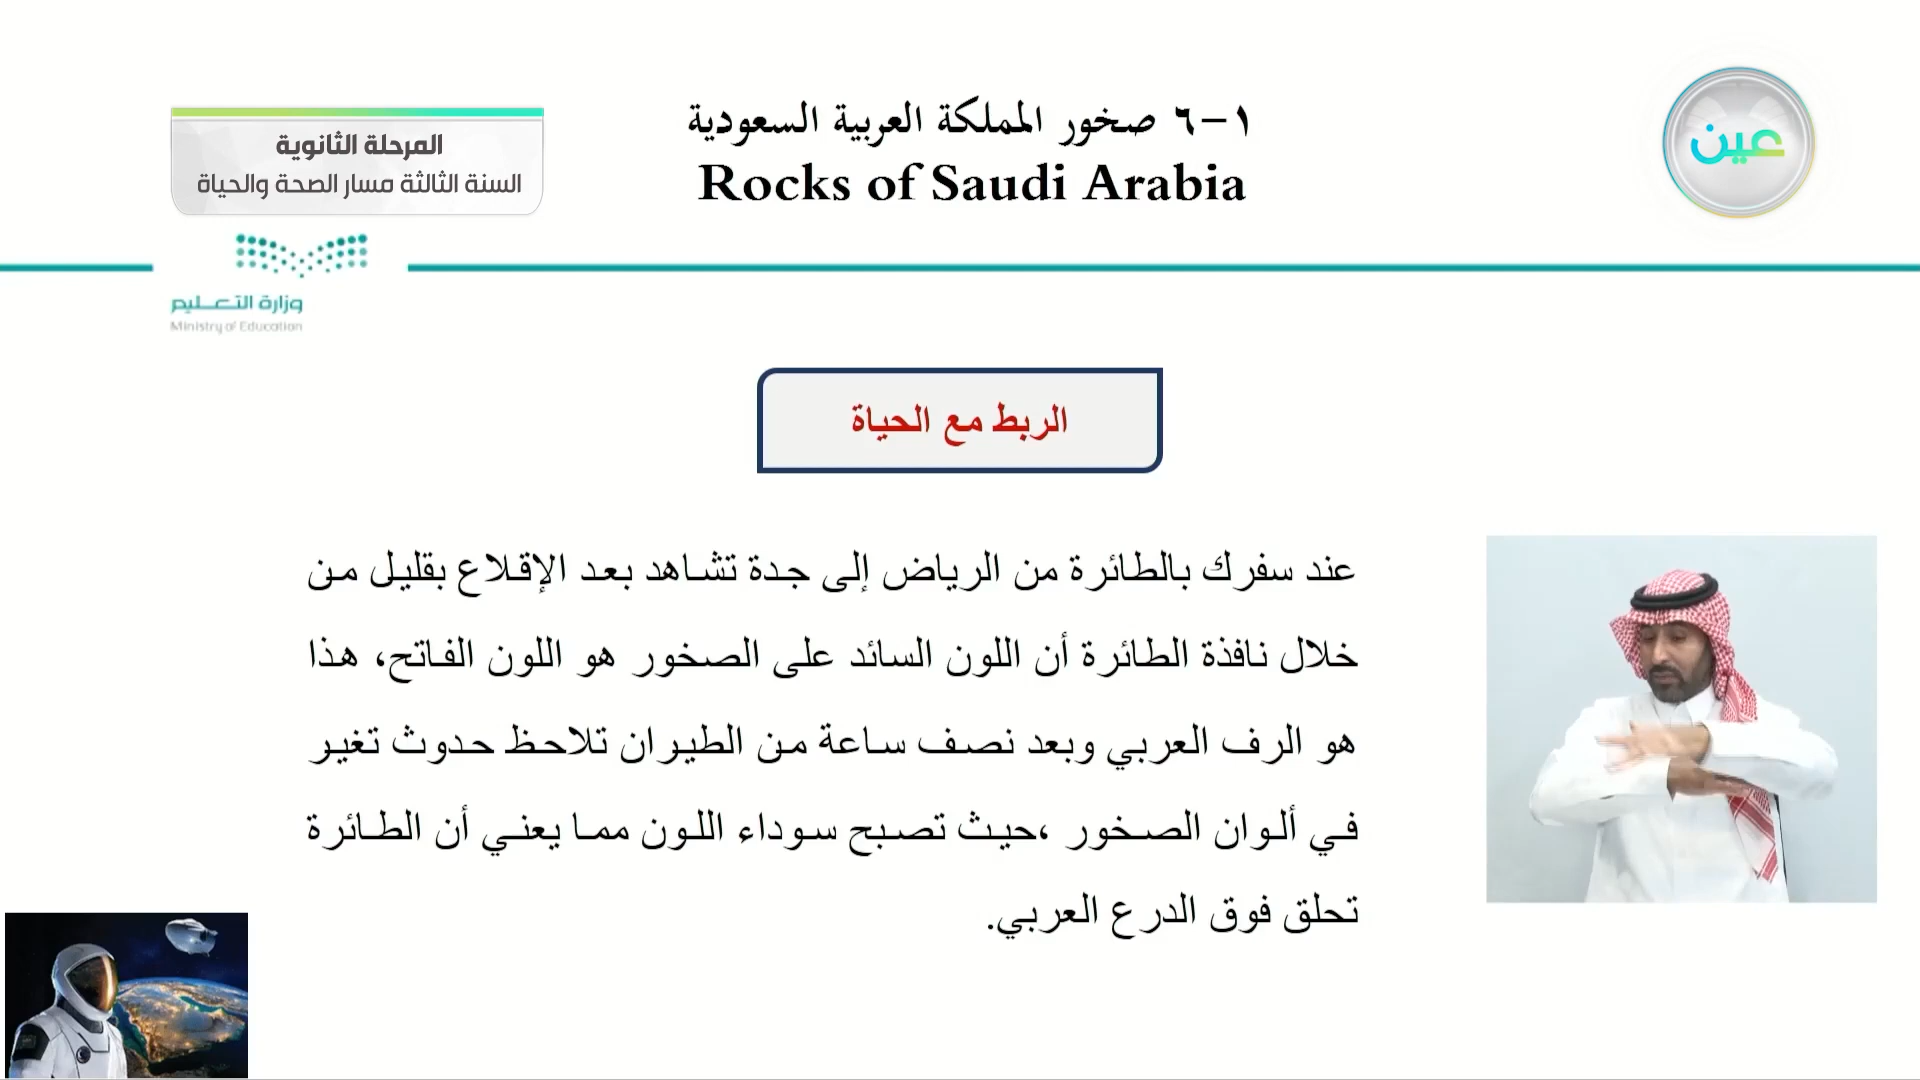 ١-٦ صخور المملكة العربية السعودية
Rocks of Saudi Arabia
عين
المرحلة الثانوية
السنة الثالثة مسار الصحة والحياة
وزارة التعليم
Ministry of Education
الربط مع الحياة
عند سفرك بالطائرة من الرياض إلى جدة تشاهد بعد الإقلاع بقليل من
خلال نافذة الطائرة أن اللون السائد على الصخور هو اللون الفاتح، هذا
هو الرف العربي وبعد نصف ساعة من الطيران تلاحظ حدوث تغير
في ألوان الصخور ،حيث تصبح سوداء اللون مما يعني أن الطائرة
تحلق فوق الدرع العربي.